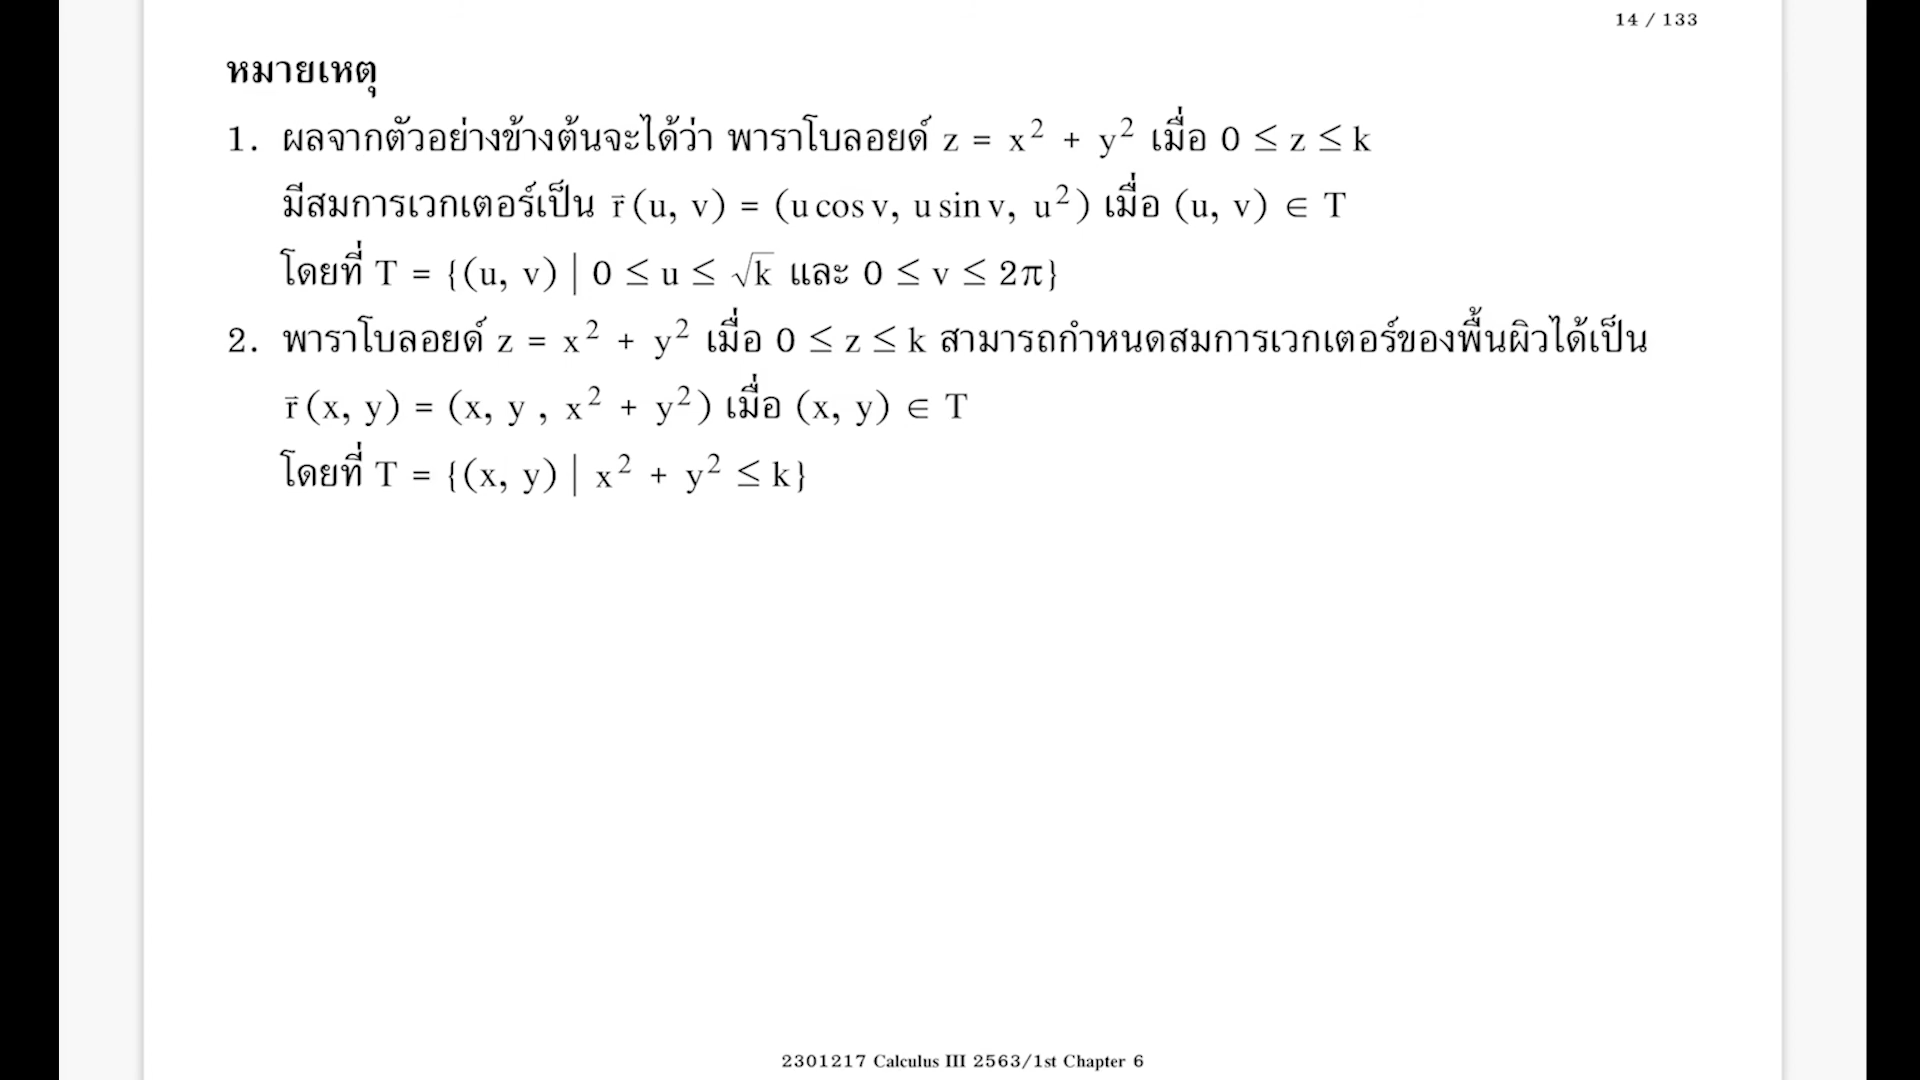 14 / 133
หมายเหตุ
1. ผลจากตัวอย่างข้างต้นจะได้ว่า พาราโบลอยด์ z = x² + y² เมื่อ 0 ≤ z ≤ k
มีสมการเวกเตอร์เป็น r⃗(u, v) = (u cos v, u sin v, u²) เมื่อ (u, v) ∈ T
โดยที่ T = {(u, v) | 0 ≤ u ≤ √k และ 0 ≤ v ≤ 2π}
2. พาราโบลอยด์ z = x² + y² เมื่อ 0 ≤ z ≤ k สามารถกำหนดสมการเวกเตอร์ของพื้นผิวได้เป็น
r⃗(x, y) = (x, y , x² + y²) เมื่อ (x, y) ∈ T
โดยที่ T = {(x, y) | x² + y² ≤ k}
2301217 Calculus III 2563/1st Chapter 6